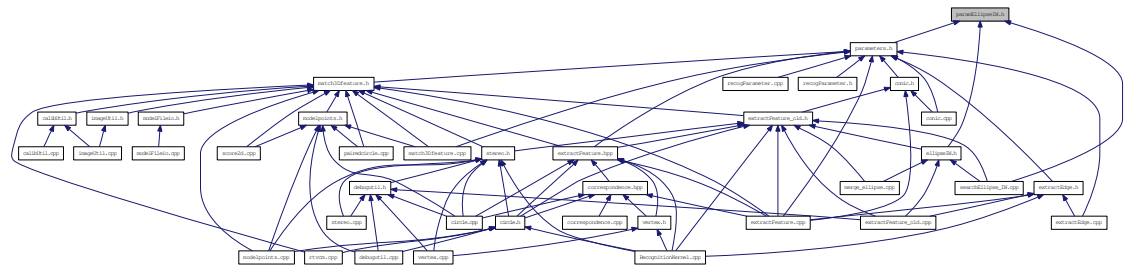 paramEllipseIW.h
parameters.h
match3Dfeature.h
recogParameter.cpp
recogParameter.h
conic.h
calibUtil.h
imageUtil.h
modelFileio.h
modelpoints.h
extractFeature_old.h
conic.cpp
calibUtil.cpp
imageUtil.cpp
modelFileio.cpp
score2d.cpp
pairedcircle.cpp
match3Dfeature.cpp
stereo.h
extractFeature.hpp
ellipseIW.h
debugutil.h
correspondence.hpp
merge_ellipse.cpp
searchEllipse_IW.cpp
extractEdge.h
stereo.cpp
circle.cpp
circle.h
correspondence.cpp
vertex.h
extractFeature.cpp
extractFeature_old.cpp
extractEdge.cpp
modelpoints.cpp
rtvcm.cpp
debugutil.cpp
vertex.cpp
RecognitionKernel.cpp